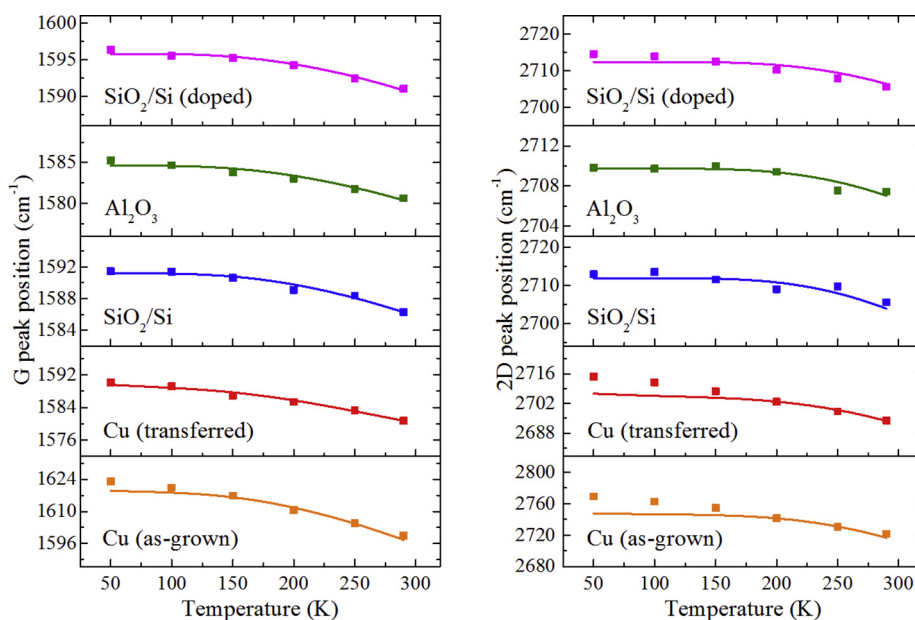 G peak position (cm⁻¹)
1600
1595
1590
SiO₂/Si (doped)
1585
1580
Al₂O₃
1592
1588
1584
SiO₂/Si
1592
1584
1576
Cu (transferred)
1624
1610
1596
Cu (as-grown)
50 100 150 200 250 300
Temperature (K)
2D peak position (cm⁻¹)
2720
2710
2700
SiO₂/Si (doped)
2712
2708
2704
Al₂O₃
2720
2710
2700
SiO₂/Si
2716
2702
2688
Cu (transferred)
2800
2760
2720
2680
Cu (as-grown)
50 100 150 200 250 300
Temperature (K)